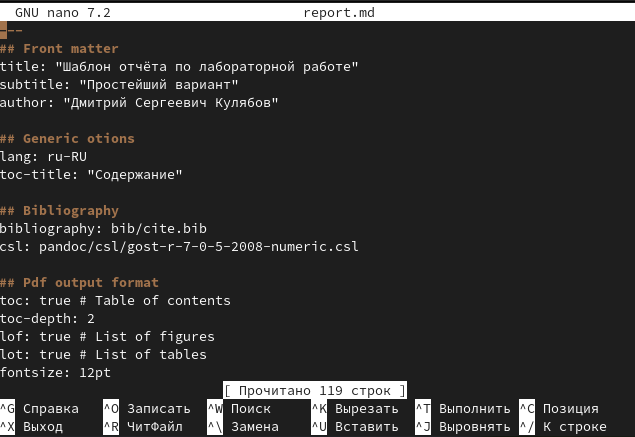 GNU nano 7.2 report.md
---
## Front matter
title: "Шаблон отчёта по лабораторной работе"
subtitle: "Простейший вариант"
author: "Дмитрий Сергеевич Кулябов"
## Generic otions
lang: ru-RU
toc-title: "Содержание"
## Bibliography
bibliography: bib/cite.bib
csl: pandoc/csl/gost-r-7-0-5-2008-numeric.csl
## Pdf output format
toc: true # Table of contents
toc-depth: 2
lof: true # List of figures
lot: true # List of tables
fontsize: 12pt
[ Прочитано 119 строк ]
^G Справка ^O Записать ^W Поиск ^K Вырезать ^T Выполнить ^C Позиция
^X Выход ^R ЧитФайл ^\ Замена ^U Вставить ^J Выровнять ^/ К строке